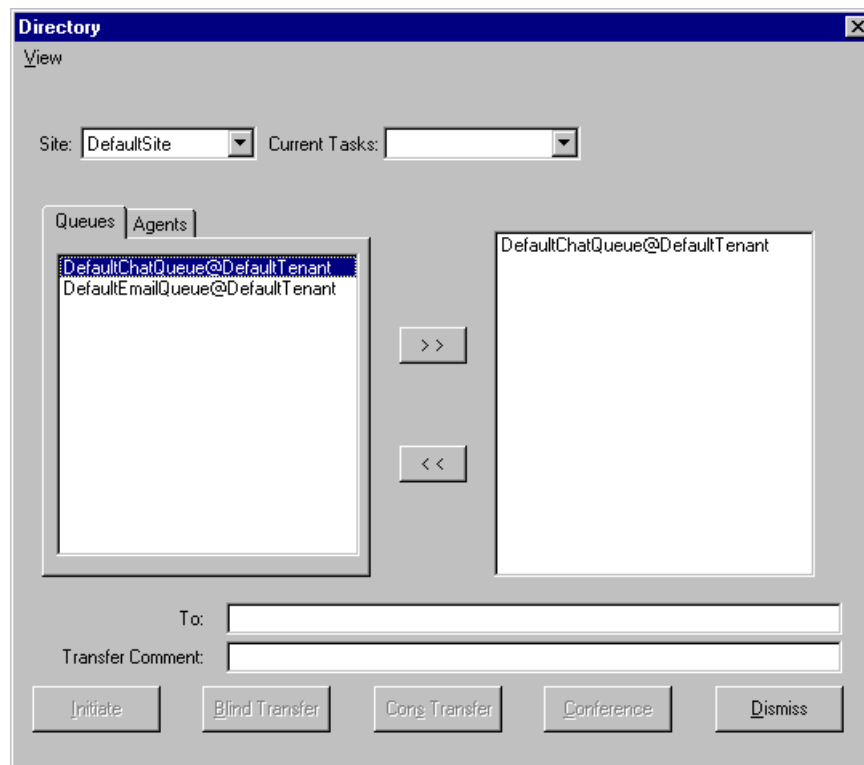 Directory
View
Site: DefaultSite Current Tasks:
Queues Agents
DefaultChatQueue@DefaultTenant
DefaultEmailQueue@DefaultTenant
DefaultChatQueue@DefaultTenant
>>
<<
To:
Transfer Comment:
Initiate Blind Transfer Cons Transfer Conference Dismiss